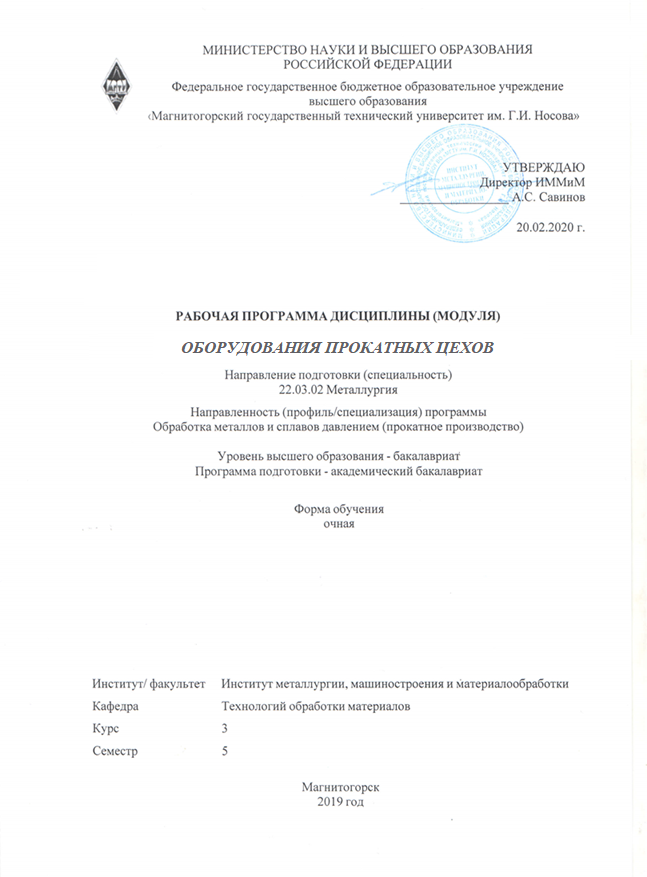 МИНИСТЕРСТВО НАУКИ И ВЫСШЕГО ОБРАЗОВАНИЯ
РОССИЙСКОЙ ФЕДЕРАЦИИ
Федеральное государственное бюджетное образовательное учреждение
высшего образования
«Магнитогорский государственный технический университет им. Г.И. Носова»
УТВЕРЖДАЮ
Директор ИММиМ
А.С. Савинов
20.02.2020 г.
РАБОЧАЯ ПРОГРАММА ДИСЦИПЛИНЫ (МОДУЛЯ)
ОБОРУДОВАНИЯ ПРОКАТНЫХ ЦЕХОВ
Направление подготовки (специальность)
22.03.02 Металлургия
Направленность (профиль/специализация) программы
Обработка металлов и сплавов давлением (прокатное производство)
Уровень высшего образования - бакалавриат
Программа подготовки - академический бакалавриат
Форма обучения
очная
Институт/ факультет Институт металлургии, машиностроения и материалообработки
Кафедра Технологий обработки материалов
Курс 3
Семестр 5
Магнитогорск
2019 год